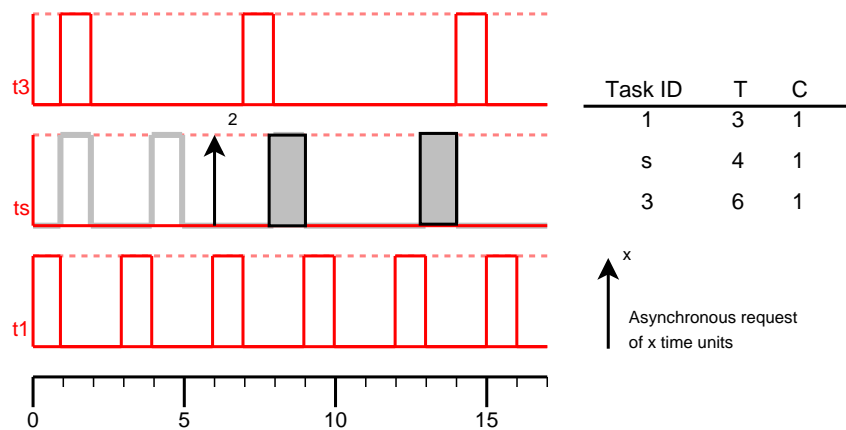 t3
2
ts
t1
0 5 10 15
Task ID T C
1 3 1
s 4 1
3 6 1
x
Asynchronous request
of x time units